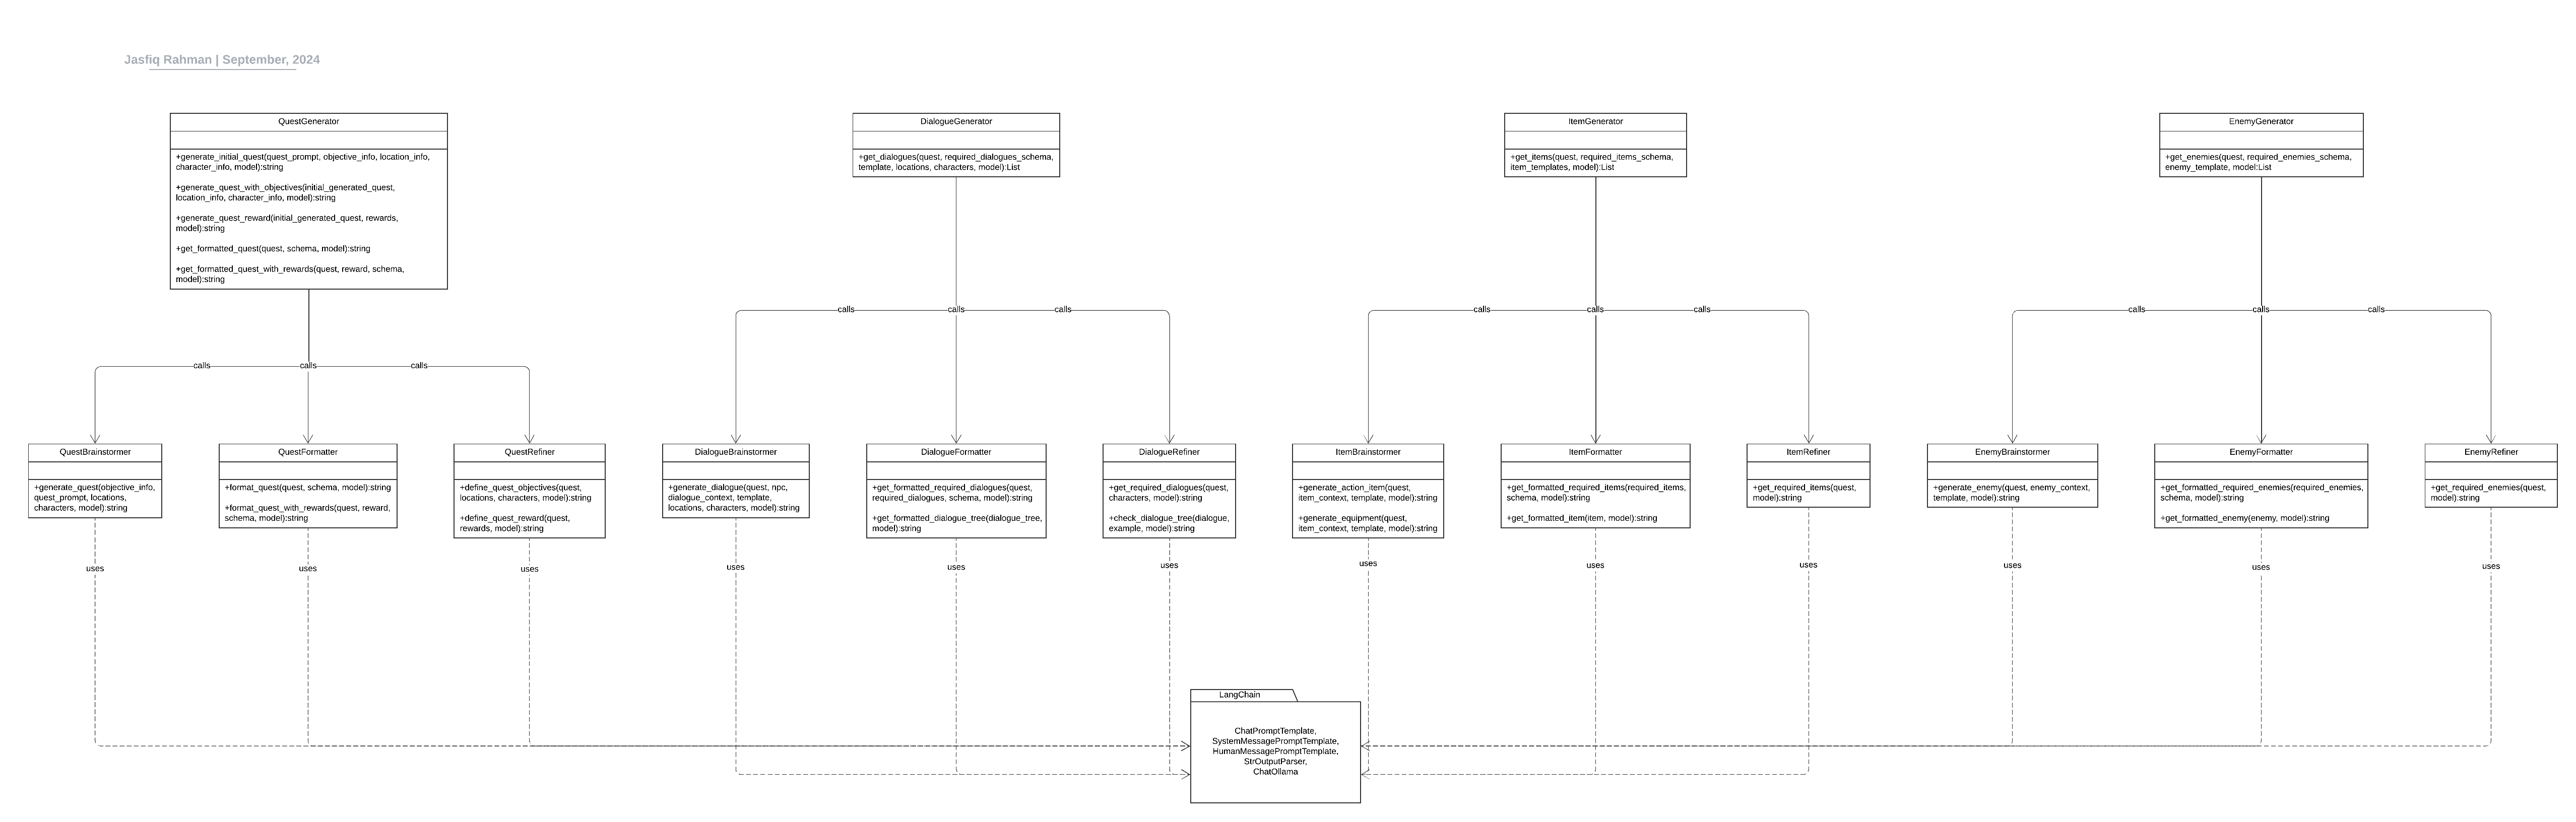 Jasfiq Rahman | September, 2024
QuestGenerator
+generate_initial_quest(quest_prompt, objective_info, location_info,
character_info, model):string
+generate_quest_with_objectives(initial_generated_quest,
location_info, character_info, model):string
+generate_quest_reward(initial_generated_quest, rewards,
model):string
+get_formatted_quest(quest, schema, model):string
+get_formatted_quest_with_rewards(quest, reward, schema,
model):string
DialogueGenerator
+get_dialogues(quest, required_dialogues_schema,
template, locations, characters, model):List
ItemGenerator
+get_items(quest, required_items_schema,
item_templates, model):List
EnemyGenerator
+get_enemies(quest, required_enemies_schema,
enemy_template, model:List
calls
calls
calls
calls
calls
calls
calls
calls
calls
calls
calls
calls
QuestBrainstormer
+generate_quest(objective_info,
quest_prompt, locations,
characters, model):string
QuestFormatter
+format_quest(quest, schema, model):string
+format_quest_with_rewards(quest, reward,
schema, model):string
QuestRefiner
+define_quest_objectives(quest,
locations, characters, model):string
+define_quest_reward(quest,
rewards, model):string
DialogueBrainstormer
+generate_dialogue(quest, npc,
dialogue_context, template,
locations, characters, model):string
DialogueFormatter
+get_formatted_required_dialogues(quest,
required_dialogues, schema, model):string
+get_formatted_dialogue_tree(dialogue_tree,
model):string
DialogueRefiner
+get_required_dialogues(quest,
characters, model):string
+check_dialogue_tree(dialogue,
example, model):string
ItemBrainstormer
+generate_action_item(quest,
item_context, template, model):string
+generate_equipment(quest,
item_context, template, model):string
ItemFormatter
+get_formatted_required_items(required_items,
schema, model):string
+get_formatted_item(item, model):string
ItemRefiner
+get_required_items(quest,
model):string
EnemyBrainstormer
+generate_enemy(quest, enemy_context,
template, model):string
EnemyFormatter
+get_formatted_required_enemies(required_enemies,
schema, model):string
+get_formatted_enemy(enemy, model):string
EnemyRefiner
+get_required_enemies(quest,
model):string
uses
uses
uses
uses
uses
uses
uses
uses
uses
uses
uses
uses
LangChain
ChatPromptTemplate,
SystemMessagePromptTemplate,
HumanMessagePromptTemplate,
StrOutputParser,
ChatOllama